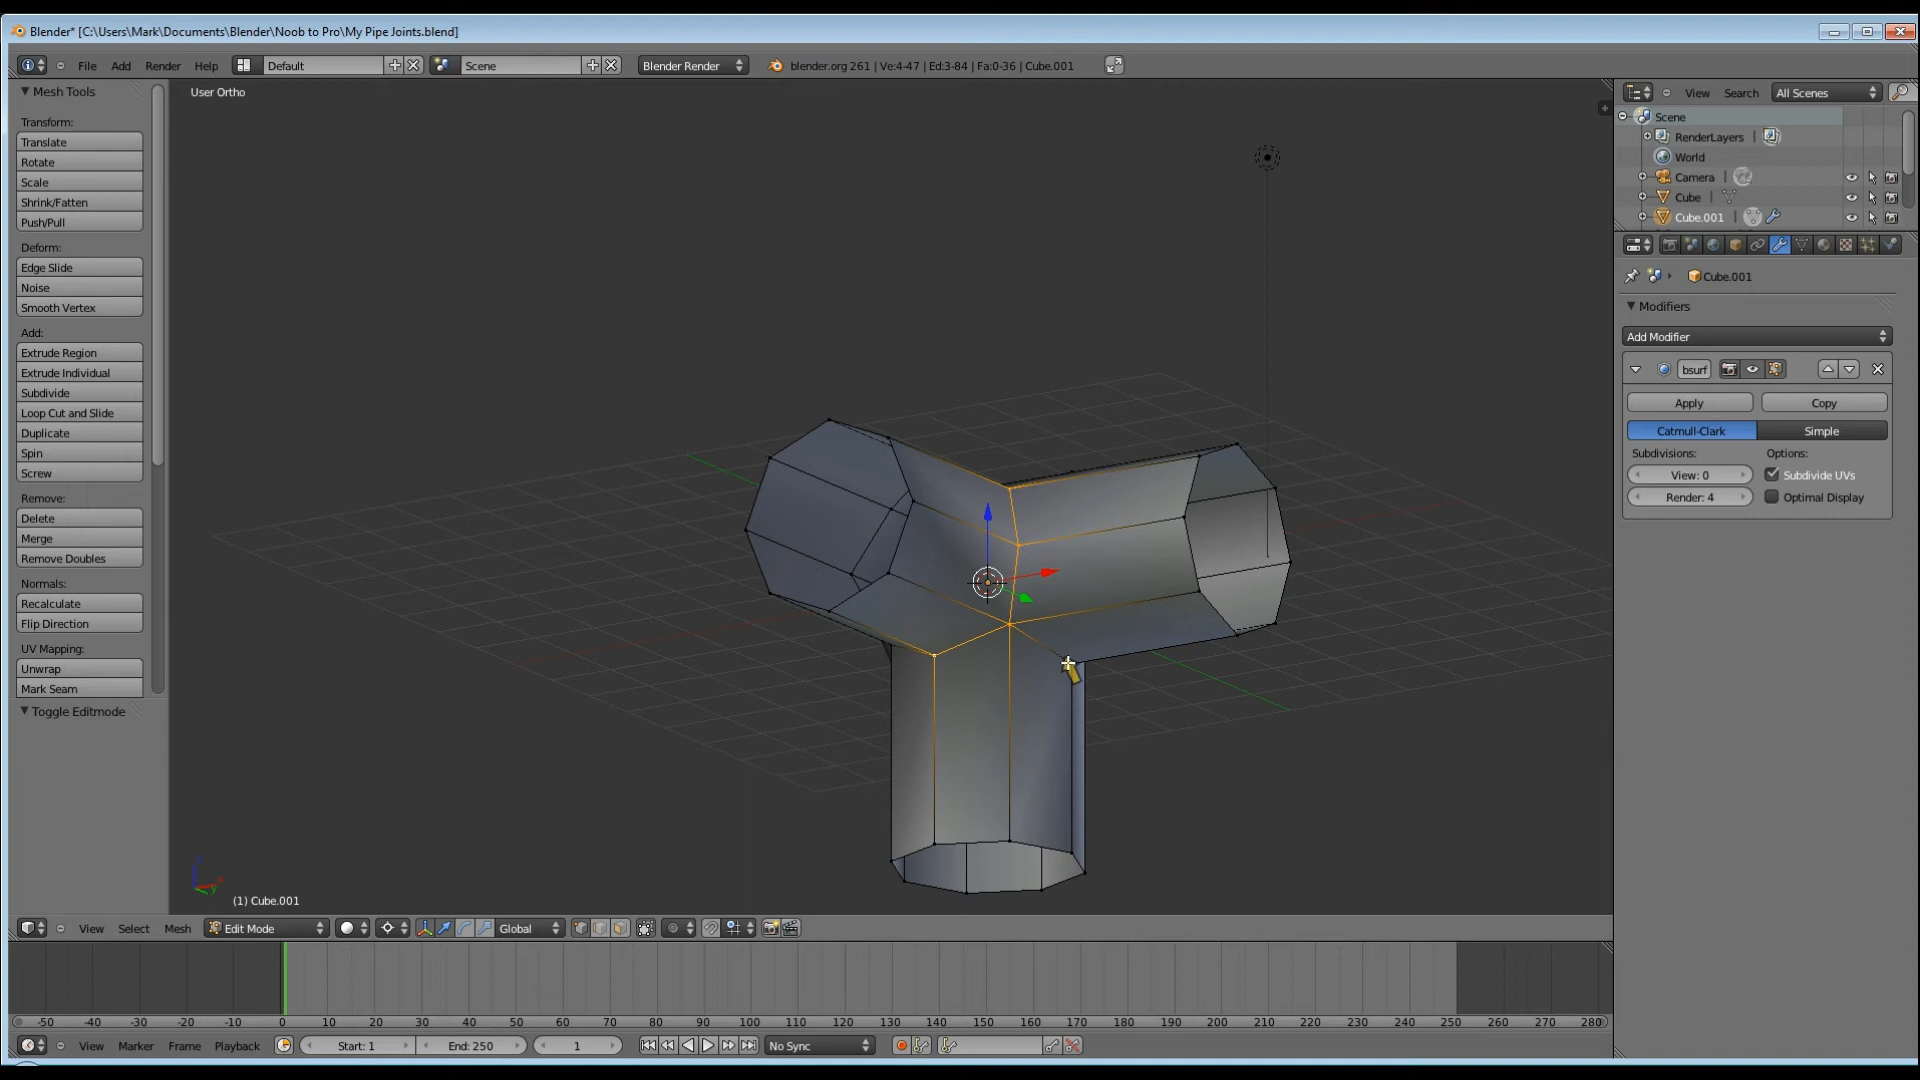 Blender* [C:\Users\Mark\Documents\Blender\Noob to Pro\My Pipe Joints.blend]
File Add Render Help Default Scene Blender Render blender.org 261 | Ve:4-47 | Ed:3-84 | Fa:0-36 | Cube.001
Mesh Tools
Transform:
Translate
Rotate
Scale
Shrink/Fatten
Push/Pull
Deform:
Edge Slide
Noise
Smooth Vertex
Add:
Extrude Region
Extrude Individual
Subdivide
Loop Cut and Slide
Duplicate
Spin
Screw
Remove:
Delete
Merge
Remove Doubles
Normals:
Recalculate
Flip Direction
UV Mapping:
Unwrap
Mark Seam
Toggle Editmode
User Ortho
(1) Cube.001
View Search All Scenes
Scene
RenderLayers |
World
Camera |
Cube |
Cube.001 |
Cube.001
Modifiers
Add Modifier
bsurf
Apply Copy
Catmull-Clark Simple
Subdivisions: Options:
View: 0 Subdivide UVs
Render: 4 Optimal Display
View Select Mesh Edit Mode Global
-50 -40 -30 -20 -10 0 10 20 30 40 50 60 70 80 90 100 110 120 130 140 150 160 170 180 190 200 210 220 230 240 250 260 270 280
View Marker Frame Playback Start: 1 End: 250 1 No Sync